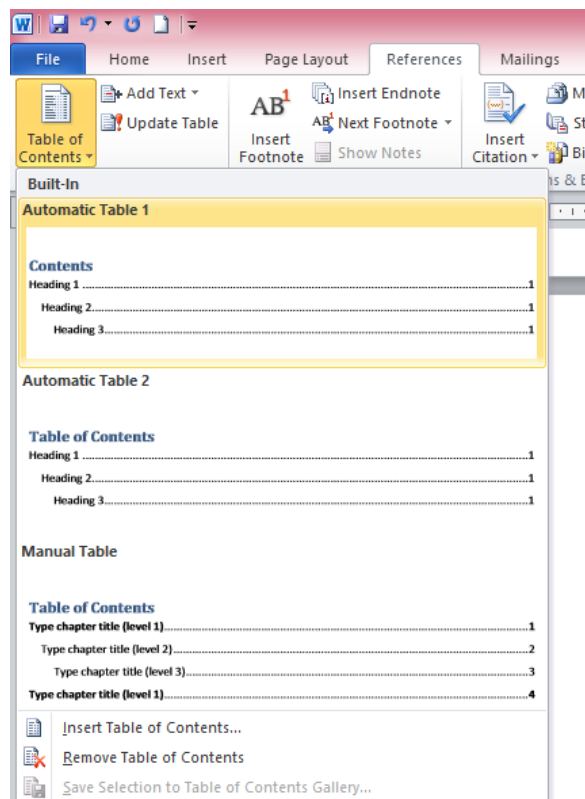 File Home Insert Page Layout References Mailings
Add Text
Update Table
Table of
Contents
AB1
Insert
Footnote
[i] Insert Endnote
AB1 Next Footnote
Show Notes
Insert
Citation
M
St
Bi
ns & B
Built-In
Automatic Table 1
Contents
Heading 1 ........ 1
Heading 2........ 1
Heading 3........ 1
Automatic Table 2
Table of Contents
Heading 1 ........ 1
Heading 2........ 1
Heading 3........ 1
Manual Table
Table of Contents
Type chapter title (level 1)........ 1
Type chapter title (level 2)........ 2
Type chapter title (level 3)........ 3
Type chapter title (level 1)........ 4
Insert Table of Contents...
Remove Table of Contents
Save Selection to Table of Contents Gallery...